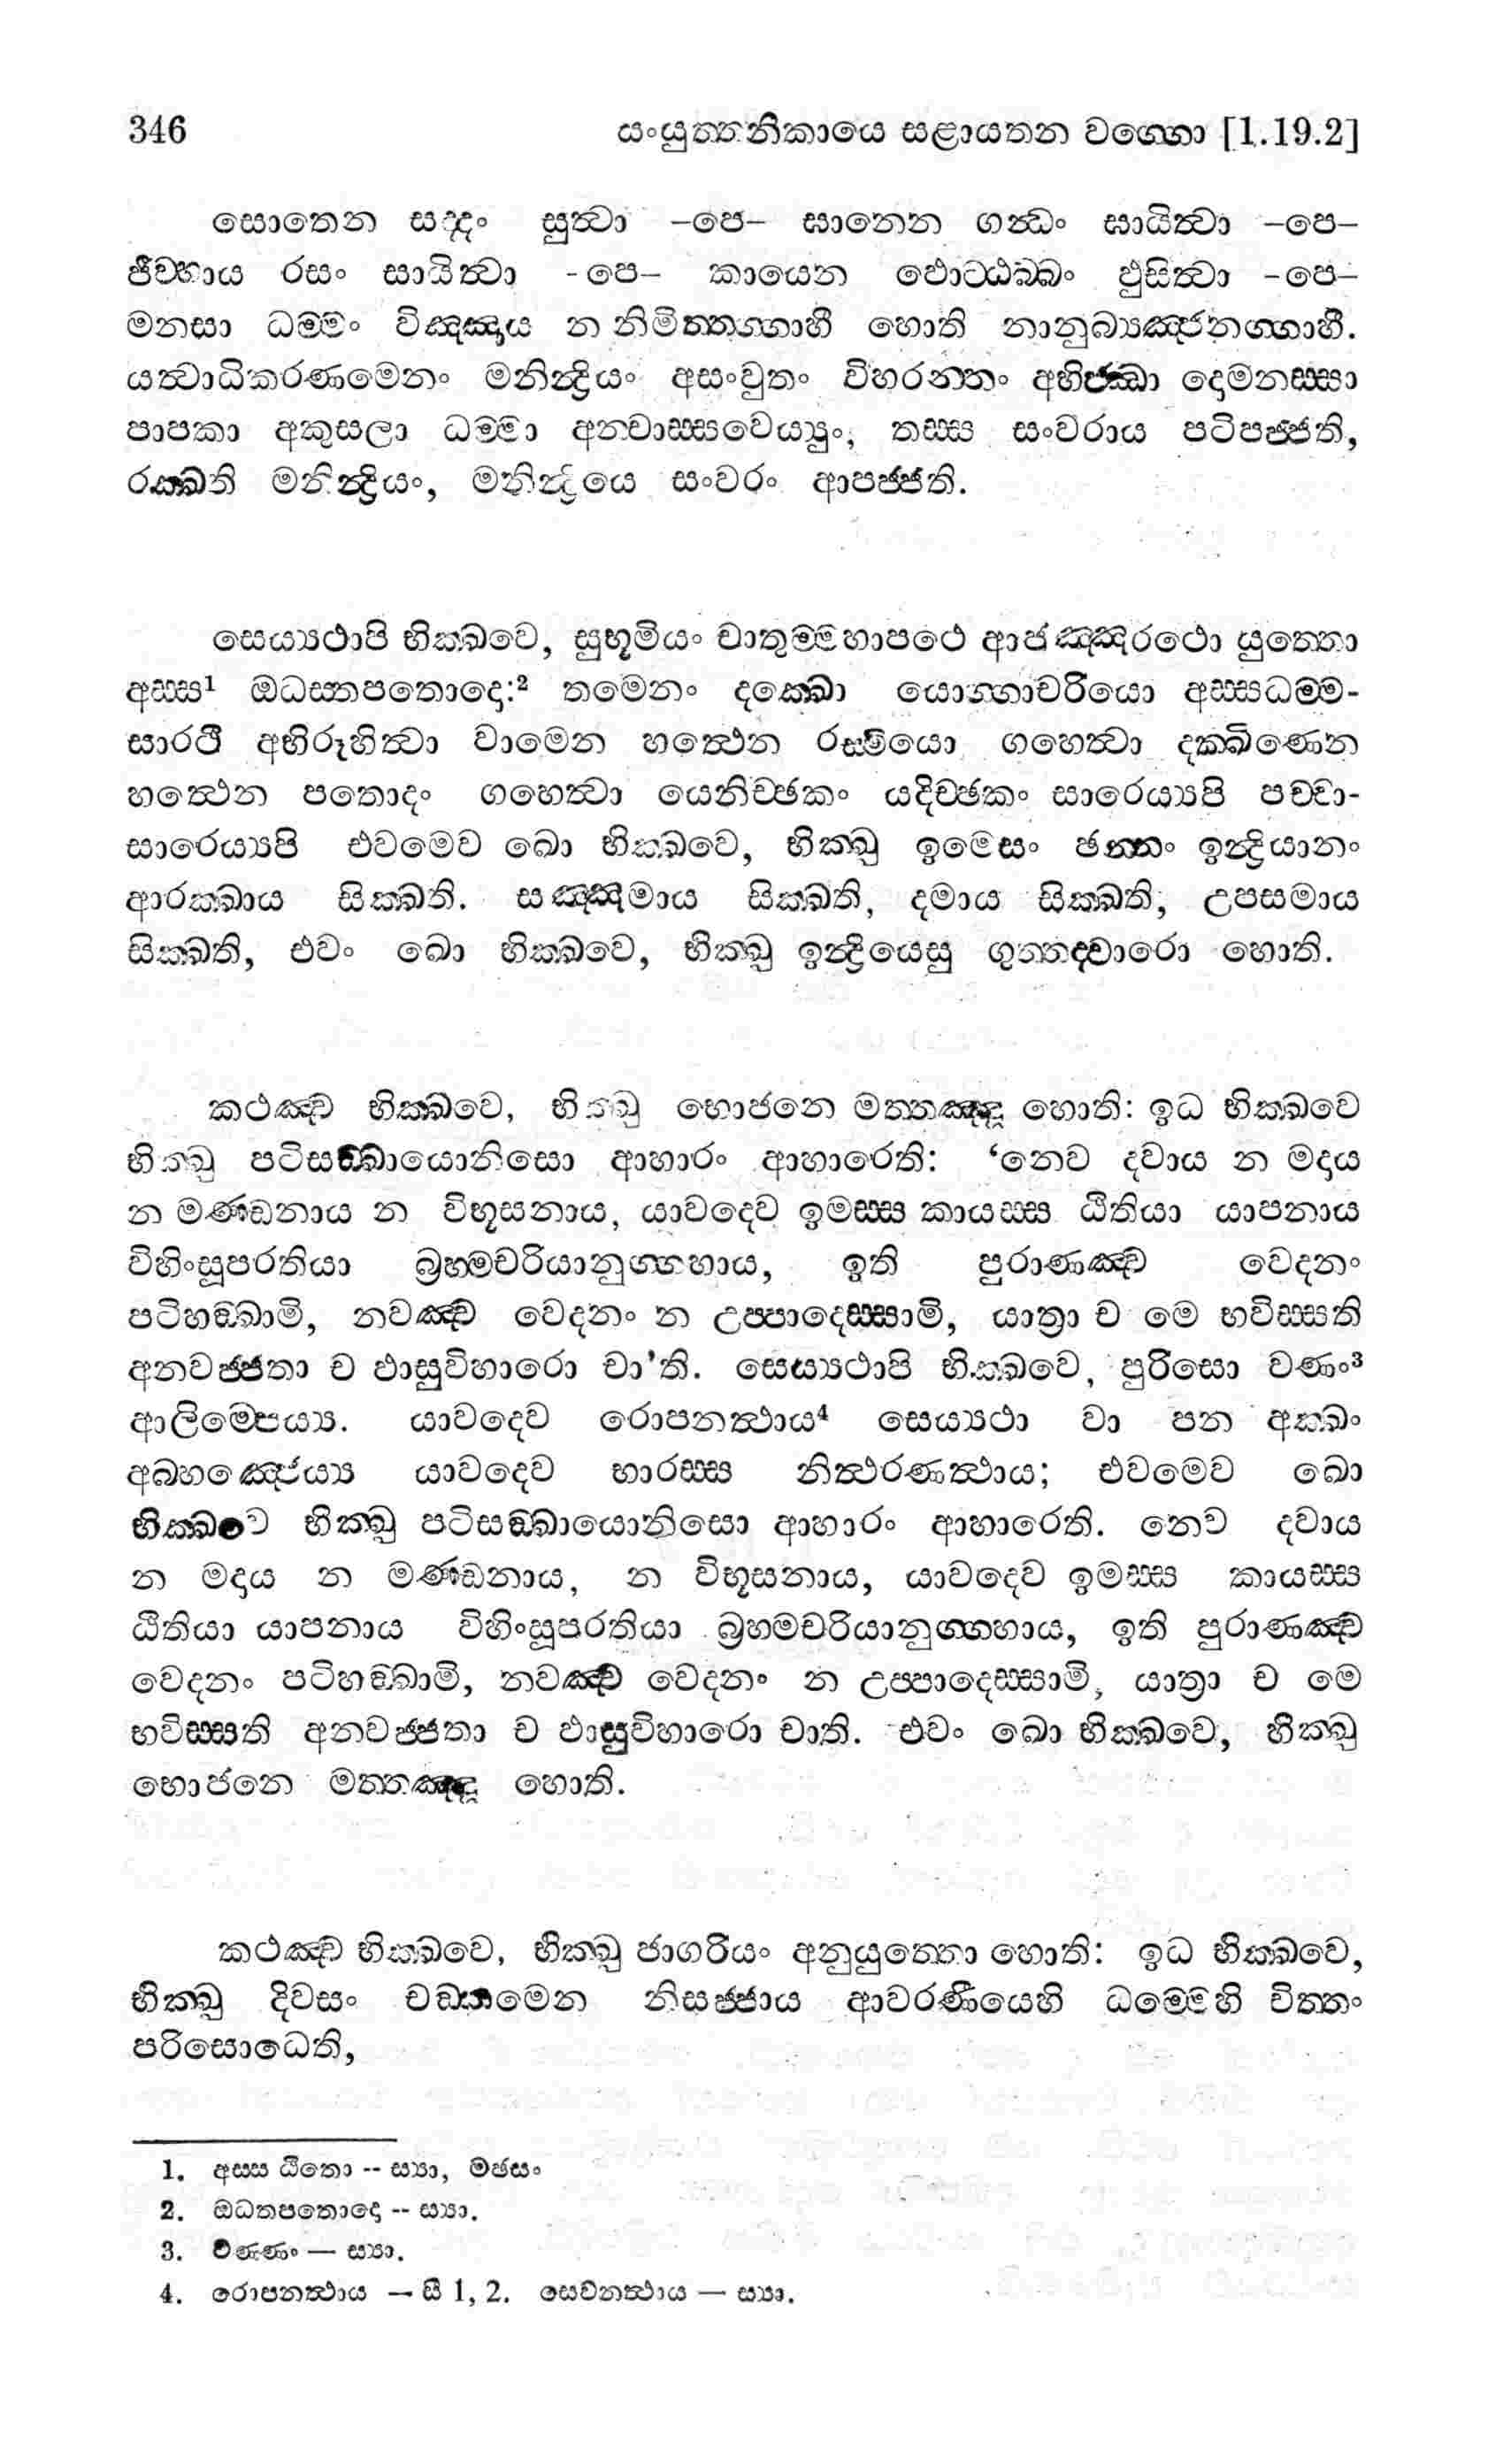 346 සංයුත්තනිකායෙ සළායතන වග්ගො [1.19.2]
සොතෙන සද්දං සුත්වා –පෙ– ඝානෙන ගන්ධං ඝායිත්වා –පෙ–
ජිව්හාය රසං සායිත්වා -පෙ– කායෙන ඵොට්ඨබ්බං ඵුසිත්වා -පෙ–
මනසා ධම්මං විඤ්ඤාය න නිමිත්තග්ගාහී හොති නානුබ්‍යඤ්ජනග්ගාහී.
යත්වාධිකරණමෙනං මනින්ද්‍රියං අසංවුතං විහරන්තං අභිජ්ඣා දොමනස්සා
පාපකා අකුසලා ධම්මා අන්වාස්සවෙය්‍යුං, තස්ස සංවරාය පටිපජ්ජති,
රක්ඛති මනින්ද්‍රියං, මනින්ද්‍රියෙ සංවරං ආපජ්ජති.
සෙය්‍යථාපි භික්ඛවෙ, සුභූමියං චාතුම්මහාපථෙ ආජඤ්ඤරථො යුත්තො
අස්ස¹ ඔධස්තපතොදො:² තමෙනං දක්ඛො යොග්ගාචරියො අස්සධම්ම-
සාරථී අභිරූහිත්වා වාමෙන හත්ථෙන රස්මියො ගහෙත්වා දක්ඛිණෙන
හත්ථෙන පතොදං ගහෙත්වා යෙනිච්ඡකං යදිච්ඡකං සාරෙය්‍යපි පච්චා-
සාරෙය්‍යපි එවමෙව ඛො භික්ඛවෙ, භික්ඛු ඉමෙසං ඡන්නං ඉන්ද්‍රියානං
ආරක්ඛාය සික්ඛති. සඤ්ඤමාය සික්ඛති, දමාය සික්ඛති, උපසමාය
සික්ඛති, එවං ඛො භික්ඛවෙ, භික්ඛු ඉන්ද්‍රියෙසු ගුත්තද්වාරො හොති.
කථඤ්ච භික්ඛවෙ, භික්ඛු භොජනෙ මත්තඤ්ඤූ හොති: ඉධ භික්ඛවෙ
භික්ඛු පටිසඞ්ඛායොනිසො ආහාරං ආහාරෙති: ‘නෙව දවාය න මදාය
න මණ්ඩනාය න විභූසනාය, යාවදෙව ඉමස්ස කායස්ස ඨිතියා යාපනාය
විහිංසූපරතියා බ්‍රහ්මචරියානුග්ගහාය, ඉති පුරාණඤ්ච වෙදනං
පටිහඞ්ඛාමි, නවඤ්ච වෙදනං න උප්පාදෙස්සාමි, යාත්‍රා ච මෙ භවිස්සති
අනවජ්ජතා ච ඵාසුවිහාරො චා’ති. සෙය්‍යථාපි භික්ඛවෙ, පුරිසො වණං³
ආලිම්පෙය්‍ය. යාවදෙව රොපනත්ථාය⁴ සෙය්‍යථා වා පන අක්ඛං
අබ්භඤ්ජෙය්‍ය යාවදෙව භාරස්ස නිත්ථරණත්ථාය; එවමෙව ඛො
භික්ඛවෙ භික්ඛු පටිසඞ්ඛායොනිසො ආහාරං ආහාරෙති. නෙව දවාය
න මදාය න මණ්ඩනාය, න විභූසනාය, යාවදෙව ඉමස්ස කායස්ස
ඨිතියා යාපනාය විහිංසූපරතියා බ්‍රහ්මචරියානුග්ගහාය, ඉති පුරාණඤ්ච
වෙදනං පටිහඞ්ඛාමි, නවඤ්ච වෙදනං න උප්පාදෙස්සාමි, යාත්‍රා ච මෙ
භවිස්සති අනවජ්ජතා ච ඵාසුවිහාරො චාති. එවං ඛො භික්ඛවෙ, භික්ඛු
භොජනෙ මත්තඤ්ඤූ හොති.
කථඤ්ච භික්ඛවෙ, භික්ඛු ජාගරියං අනුයුත්තො හොති: ඉධ භික්ඛවෙ,
භික්ඛු දිවසං චඞ්කමෙන නිසජ්ජාය ආවරණීයෙහි ධම්මෙහි චිත්තං
පරිසොධෙති,
1. අස්ස ඨිතො -- ස්‍යා, මඡසං
2. ඔධතපතොදො -- ස්‍යා.
3. වණ්ණං — ස්‍යා.
4. රොපනත්ථාය – සී 1, 2. සෙවනත්ථාය — ස්‍යා.